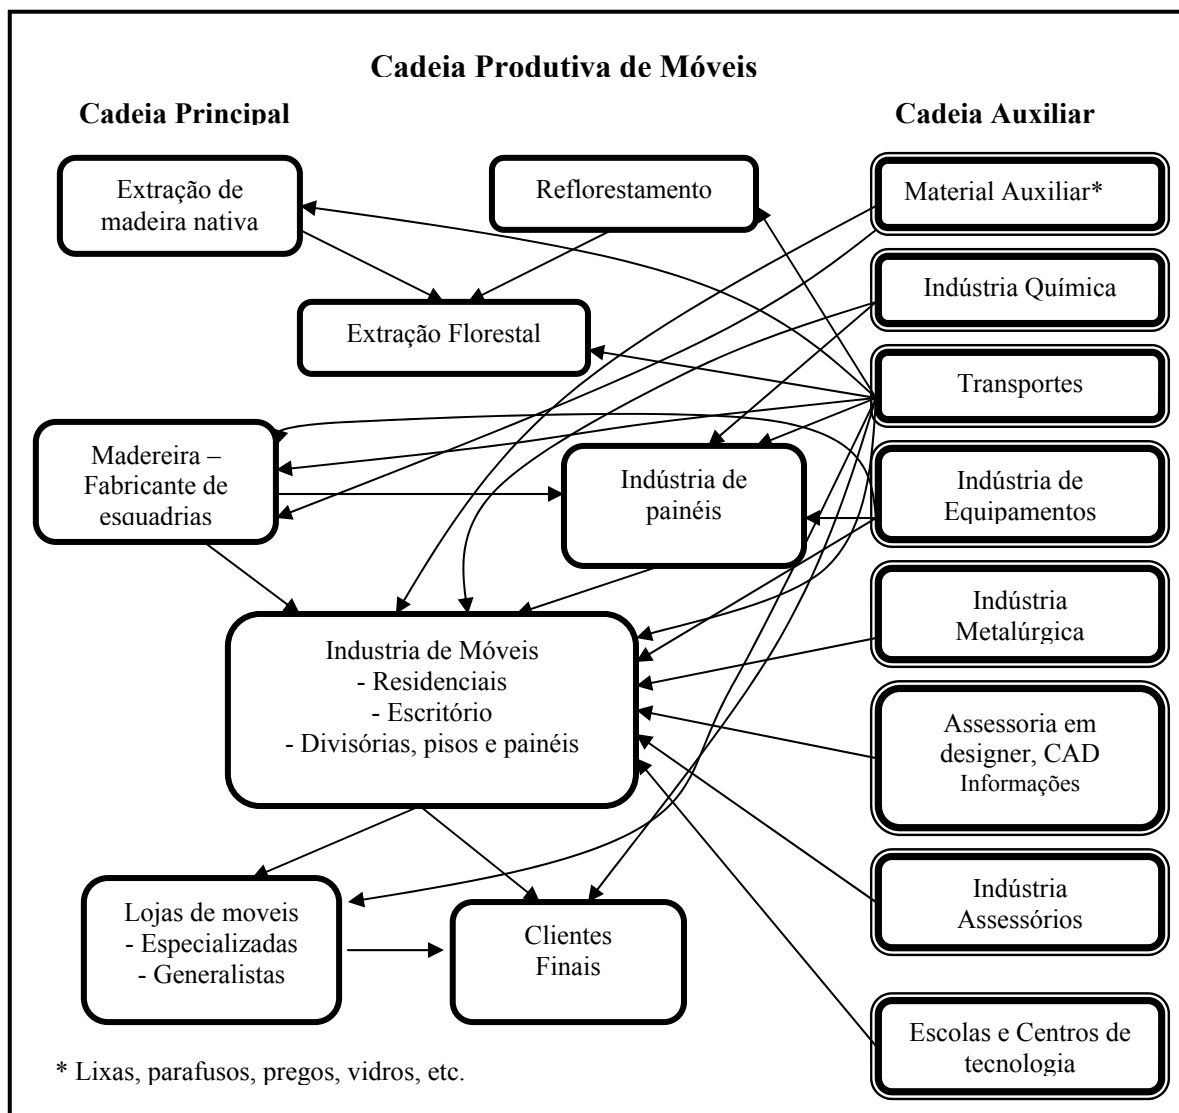 Cadeia Produtiva de Móveis
Cadeia Principal
Cadeia Auxiliar
Extração de
madeira nativa
Reflorestamento
Material Auxiliar*
Indústria Química
Extração Florestal
Transportes
Madereira –
Fabricante de
esquadrias
Indústria de
painéis
Indústria de
Equipamentos
Indústria
Metalúrgica
Industria de Móveis
- Residenciais
- Escritório
- Divisórias, pisos e painéis
Assessoria em
designer, CAD
Informações
Indústria
Assessórios
Lojas de moveis
- Especializadas
- Generalistas
Clientes
Finais
Escolas e Centros de
tecnologia
* Lixas, parafusos, pregos, vidros, etc.